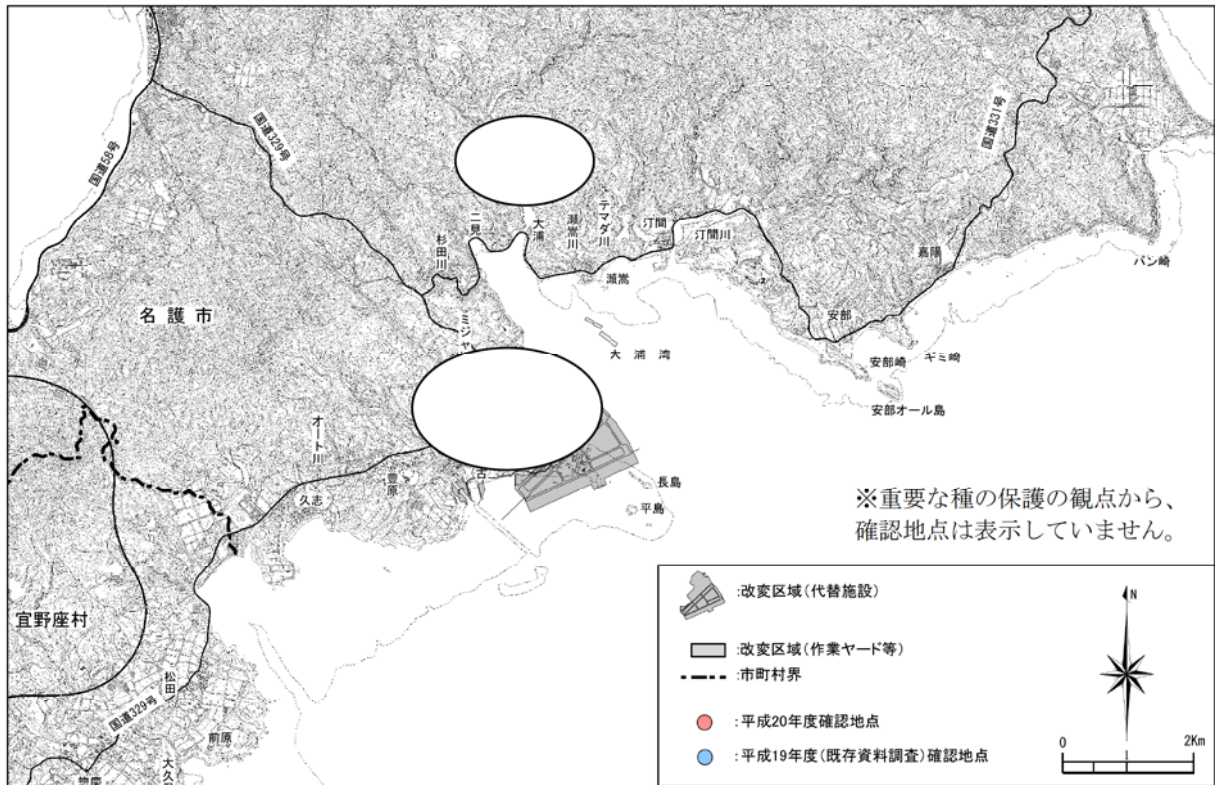 国道58号
国道329号
国道331号
名護市
杉田川
二見
大浦
瀬嵩川
テマダ川
汀間
汀間川
瀬嵩
嘉陽
バン崎
安部
安部崎
ギミ崎
安部オール島
大浦湾
ミジャ
オート川
久志
豊原
古
長島
平島
宜野座村
松田
国道329号
前原
大久
惣慶
※重要な種の保護の観点から、
確認地点は表示していません。
:改変区域(代替施設)
:改変区域(作業ヤード等)
:市町村界
:平成20年度確認地点
:平成19年度(既存資料調査)確認地点
N
0 2Km